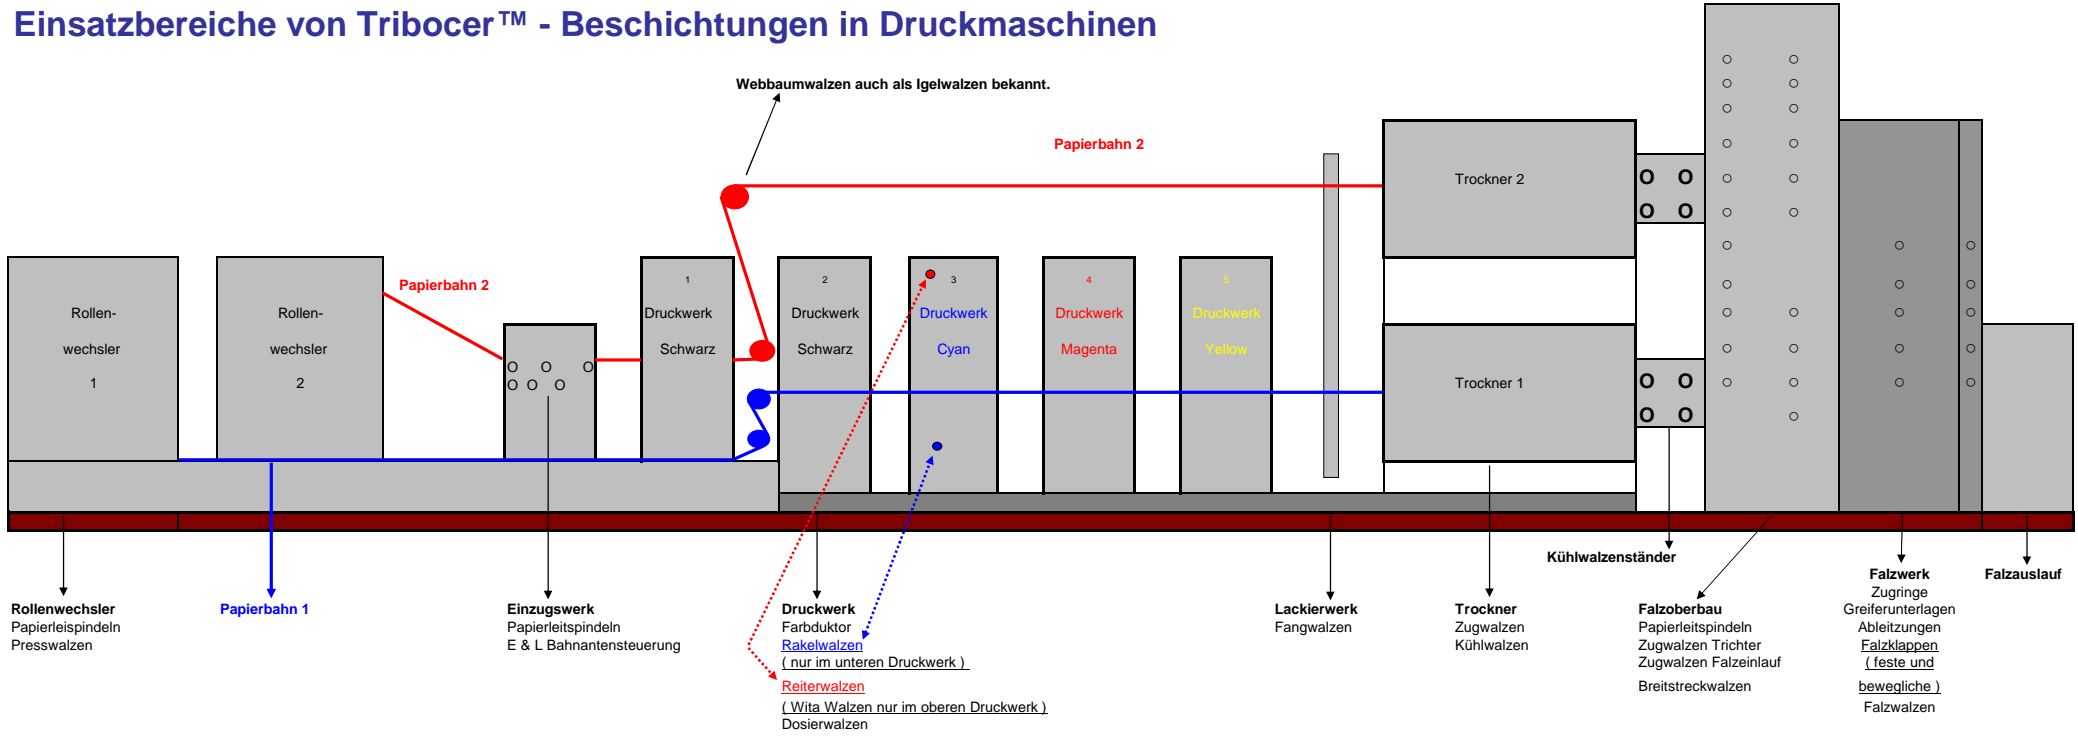 Einsatzbereiche von Tribocer™ - Beschichtungen in Druckmaschinen
Webbaumwalzen auch als Igelwalzen bekannt.
Papierbahn 2
Trockner 2
Papierbahn 2
Rollen-
wechsler
1
Rollen-
wechsler
2
O O O
O O O
1
Druckwerk
Schwarz
2
Druckwerk
Schwarz
3
Druckwerk
Cyan
4
Druckwerk
Magenta
5
Druckwerk
Yellow
Trockner 1
O O
O O
O O
O O
Kühlwalzenständer
Rollenwechsler
Papierleispindeln
Presswalzen
Papierbahn 1
Einzugswerk
Papierleitspindeln
E & L Bahnantensteuerung
Druckwerk
Farbduktor
Rakelwalzen
( nur im unteren Druckwerk )
Reiterwalzen
( Wita Walzen nur im oberen Druckwerk )
Dosierwalzen
Lackierwerk
Fangwalzen
Trockner
Zugwalzen
Kühlwalzen
Falzoberbau
Papierleitspindeln
Zugwalzen Trichter
Zugwalzen Falzeinlauf
Breitstreckwalzen
Falzwerk
Zugringe
Greiferunterlagen
Ableitzungen
Falzklappen
( feste und
bewegliche )
Falzwalzen
Falzauslauf